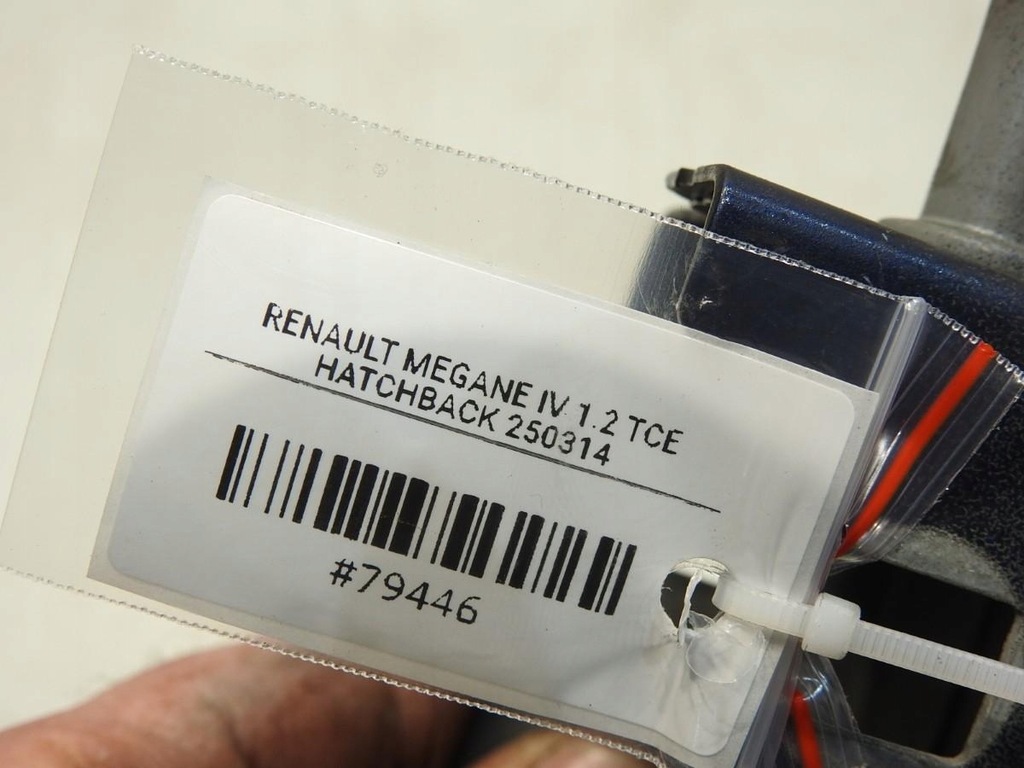 RENAULT MEGANE IV 1.2 TCE
HATCHBACK 250314
#79446